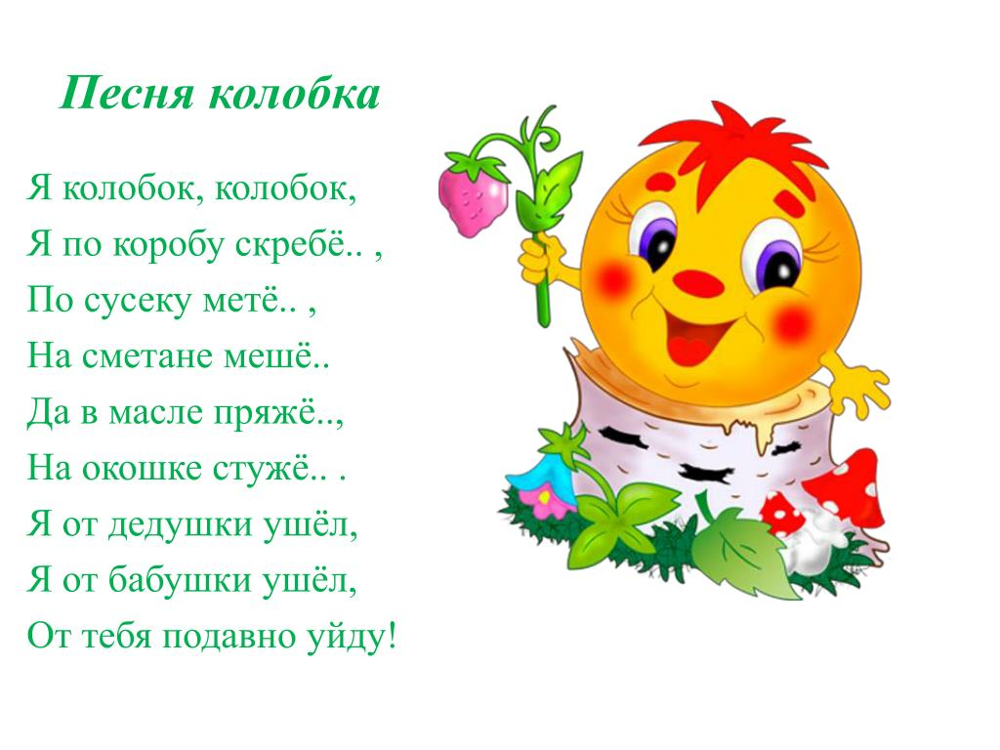 Песня колобка
Я колобок, колобок,
Я по коробу скребё.. ,
По сусеку метё.. ,
На сметане мешё..
Да в масле пряжё..,
На окошке стужё.. .
Я от дедушки ушёл,
Я от бабушки ушёл,
От тебя подавно уйду!